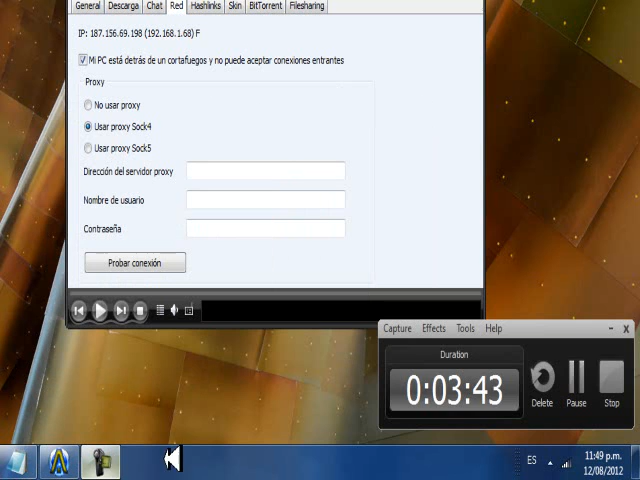 General Descarga Chat Red Hashlinks Skin BitTorrent Filesharing
IP: 187.156.69.198 (192.168.1.68) F
Mi PC está detrás de un cortafuegos y no puede aceptar conexiones entrantes
Proxy
No usar proxy
Usar proxy Sock4
Usar proxy Sock5
Dirección del servidor proxy
Nombre de usuario
Contraseña
Probar conexión
Capture Effects Tools Help
Duration
0:03:43
Delete Pause Stop
ES
11:49 p.m.
12/08/2012